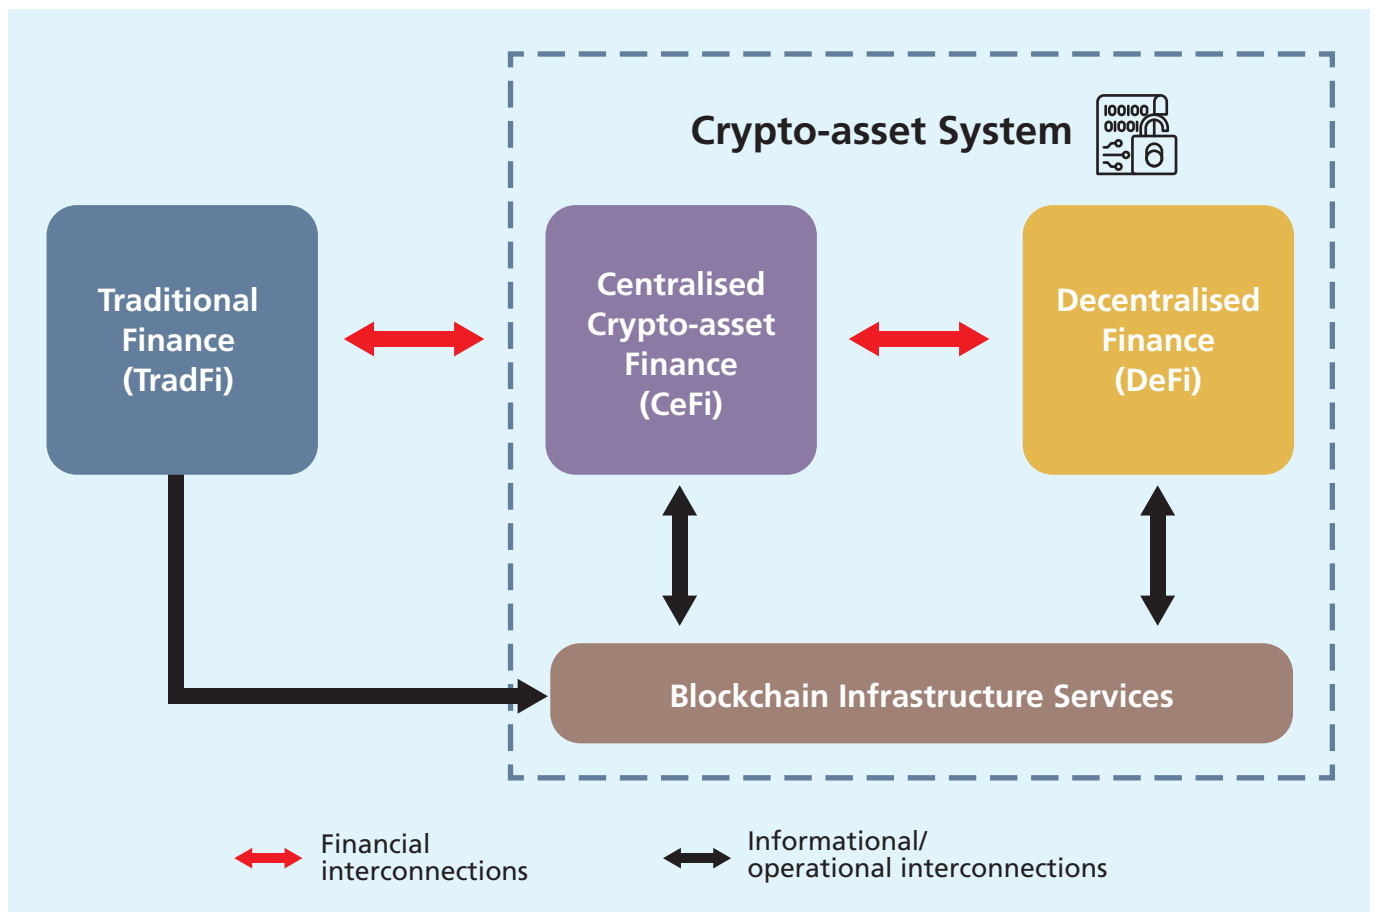 Crypto-asset System
100100
01001
Traditional
Finance
(TradFi)
Centralised
Crypto-asset
Finance
(CeFi)
Decentralised
Finance
(DeFi)
Blockchain Infrastructure Services
Financial
interconnections
Informational/
operational interconnections